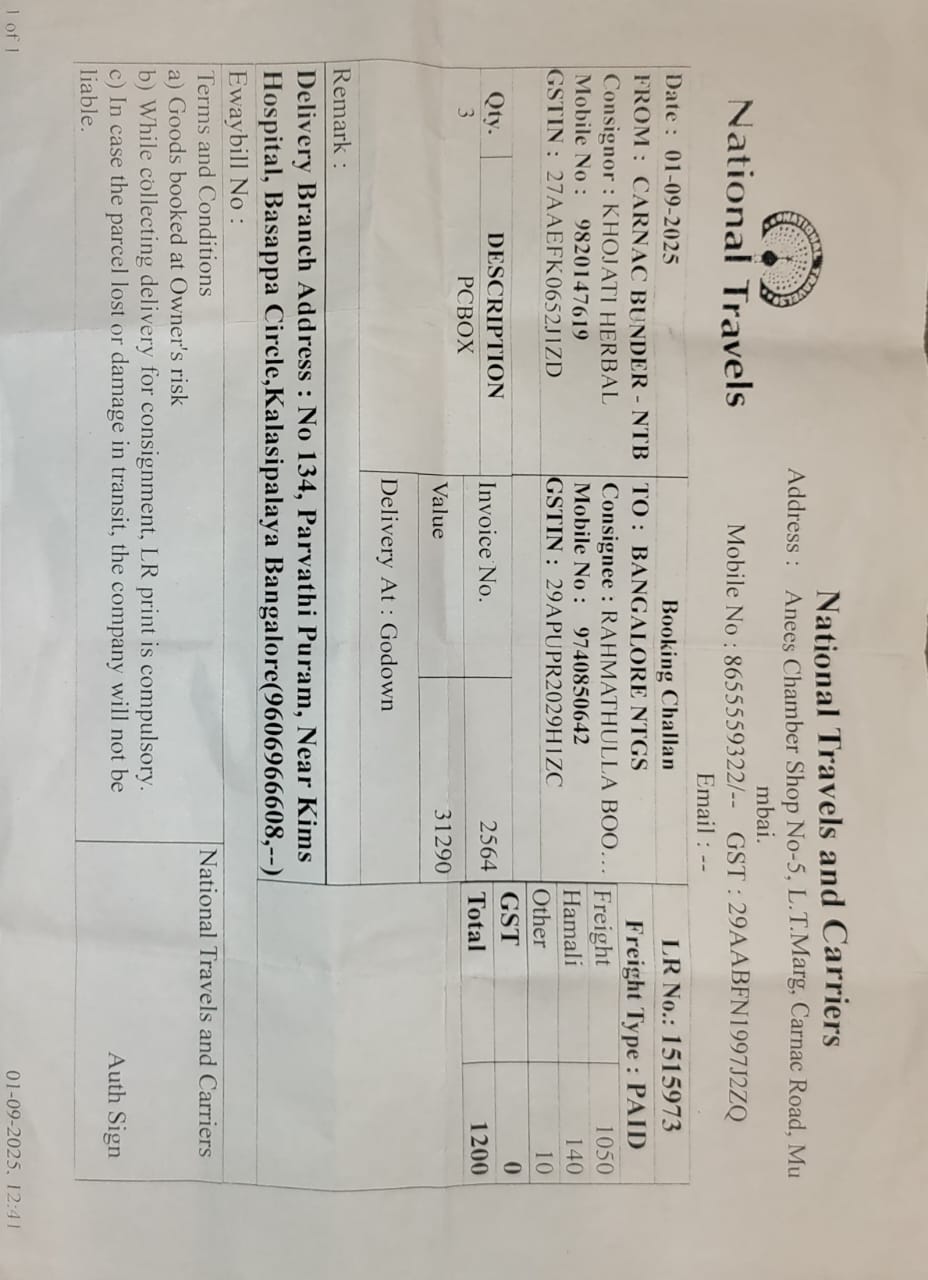 National Travels and Carriers
National Travels
Address : Anees Chamber Shop No-5, L.T.Marg, Carnac Road, Mu
mbai.
Mobile No : 8655559322/-- GST : 29AABFN1997J2ZQ
Email : --
Date : 01-09-2025 Booking Challan LR No.: 1515973
FROM : CARNAC BUNDER - NTB TO : BANGALORE NTGS Freight Type : PAID
Consignor : KHOJATI HERBAL Consignee : RAHMATHULLA BOO... Freight 1050
Mobile No : 9820147619 Mobile No : 9740850642 Hamali 140
GSTIN : 27AAEFK0652J1ZD GSTIN : 29APUPR2029H1ZC Other 10
GST 0
Qty. DESCRIPTION Invoice No. 2564 Total 1200
3 PCBOX
Value 31290
Delivery At : Godown
Remark :
Delivery Branch Address : No 134, Parvathi Puram, Near Kims
Hospital, Basappa Circle,Kalasipalaya Bangalore(9606966608,--)
Ewaybill No :
Terms and Conditions National Travels and Carriers
a) Goods booked at Owner's risk
b) While collecting delivery for consignment, LR print is compulsory.
c) In case the parcel lost or damage in transit, the company will not be
liable.
Auth Sign
1 of 1 01-09-2025, 12:41